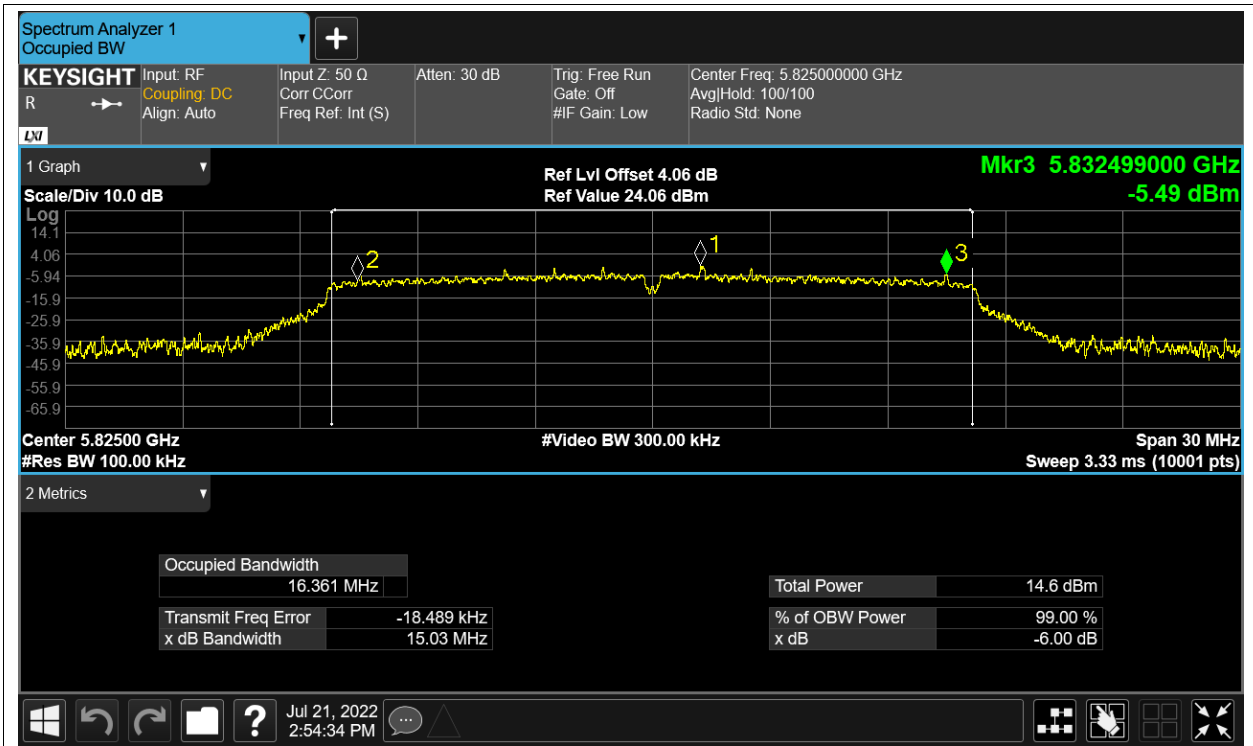 Spectrum Analyzer 1
Occupied BW
+
KEYSIGHT
R
LXI
Input: RF
Coupling: DC
Align: Auto
Input Z: 50 Ω
Corr CCorr
Freq Ref: Int (S)
Atten: 30 dB
Trig: Free Run
Gate: Off
#IF Gain: Low
Center Freq: 5.825000000 GHz
Avg|Hold: 100/100
Radio Std: None
1 Graph
Scale/Div 10.0 dB
Ref Lvl Offset 4.06 dB
Ref Value 24.06 dBm
Mkr3 5.832499000 GHz
-5.49 dBm
Log
14.1
4.06
-5.94
-15.9
-25.9
-35.9
-45.9
-55.9
-65.9
2
1
3
Center 5.82500 GHz
#Video BW 300.00 kHz
Span 30 MHz
#Res BW 100.00 kHz
Sweep 3.33 ms (10001 pts)
2 Metrics
Occupied Bandwidth
16.361 MHz
Transmit Freq Error -18.489 kHz
x dB Bandwidth 15.03 MHz
Total Power 14.6 dBm
% of OBW Power 99.00 %
x dB -6.00 dB
?
Jul 21, 2022
2:54:34 PM